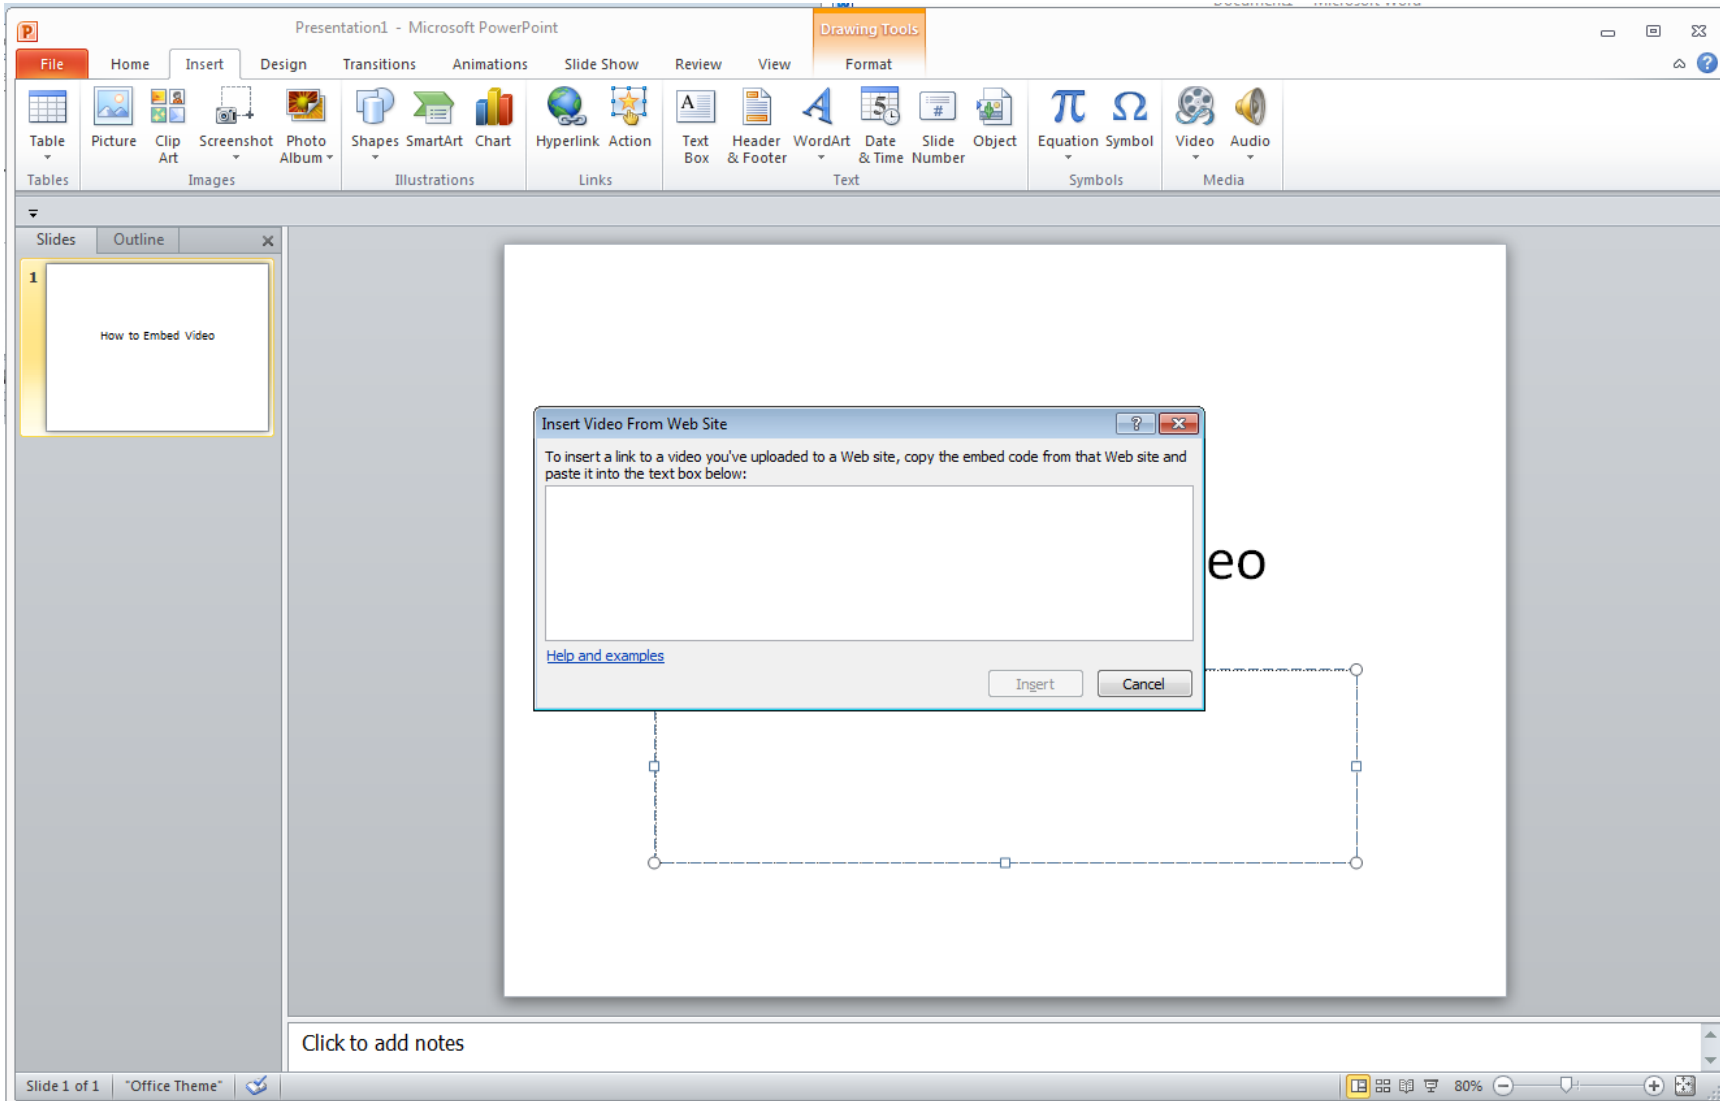 Presentation1 - Microsoft PowerPoint
Drawing Tools
File Home Insert Design Transitions Animations Slide Show Review View Format
Table
Picture
Clip Art
Screenshot
Photo Album
Shapes
SmartArt
Chart
Hyperlink
Action
Text Box
Header & Footer
WordArt
Date & Time
Slide Number
Object
Equation
Symbol
Video
Audio
Tables Images Illustrations Links Text Symbols Media
Slides Outline
1
How to Embed Video
Insert Video From Web Site
To insert a link to a video you've uploaded to a Web site, copy the embed code from that Web site and
paste it into the text box below:
eo
Help and examples
Insert Cancel
Click to add notes
Slide 1 of 1 "Office Theme" 80%